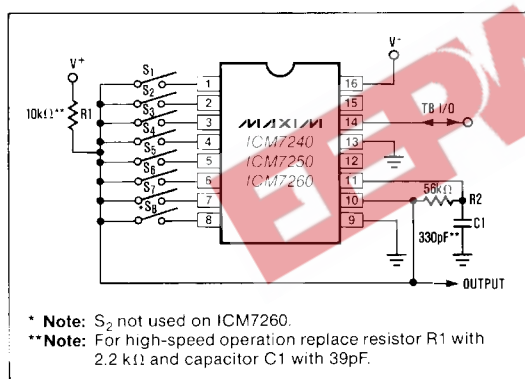 V+
10kΩ** R1
S1
S2
S3
S4
S5
S6
S7
*S8
1
2
3
4
5
6
7
8
MAXIM
ICM7240
ICM7250
ICM7260
16
15
14
13
12
11
10
9
TB I/O
56kΩ
R2
C1
330pF**
OUTPUT
* Note: S2 not used on ICM7260.
**Note: For high-speed operation replace resistor R1 with
2.2 kΩ and capacitor C1 with 39pF.